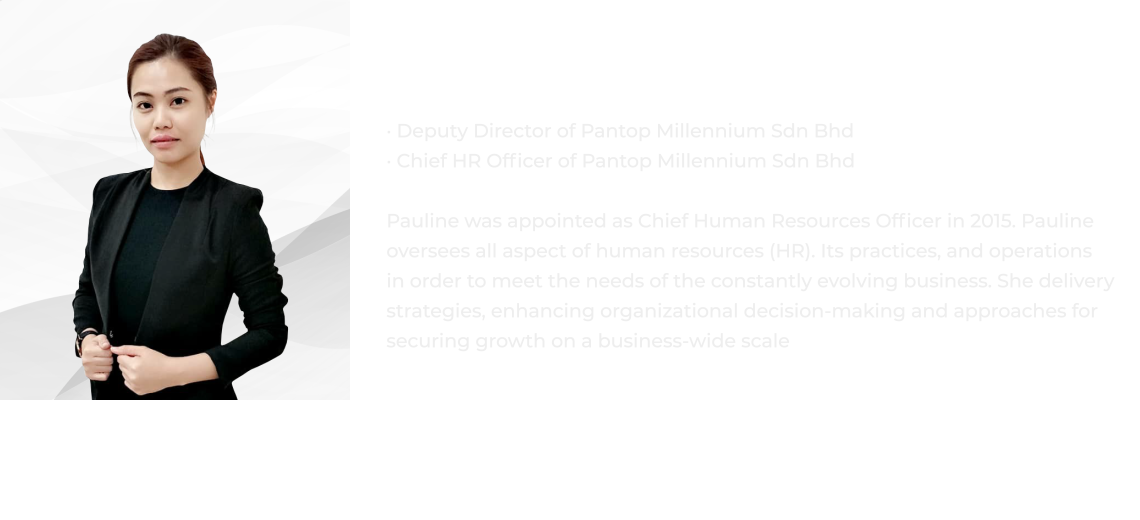 · Deputy Director of Pantop Millennium Sdn Bhd
· Chief HR Officer of Pantop Millennium Sdn Bhd
Pauline was appointed as Chief Human Resources Officer in 2015. Pauline
oversees all aspect of human resources (HR). Its practices, and operations
in order to meet the needs of the constantly evolving business. She delivery
strategies, enhancing organizational decision-making and approaches for
securing growth on a business-wide scale